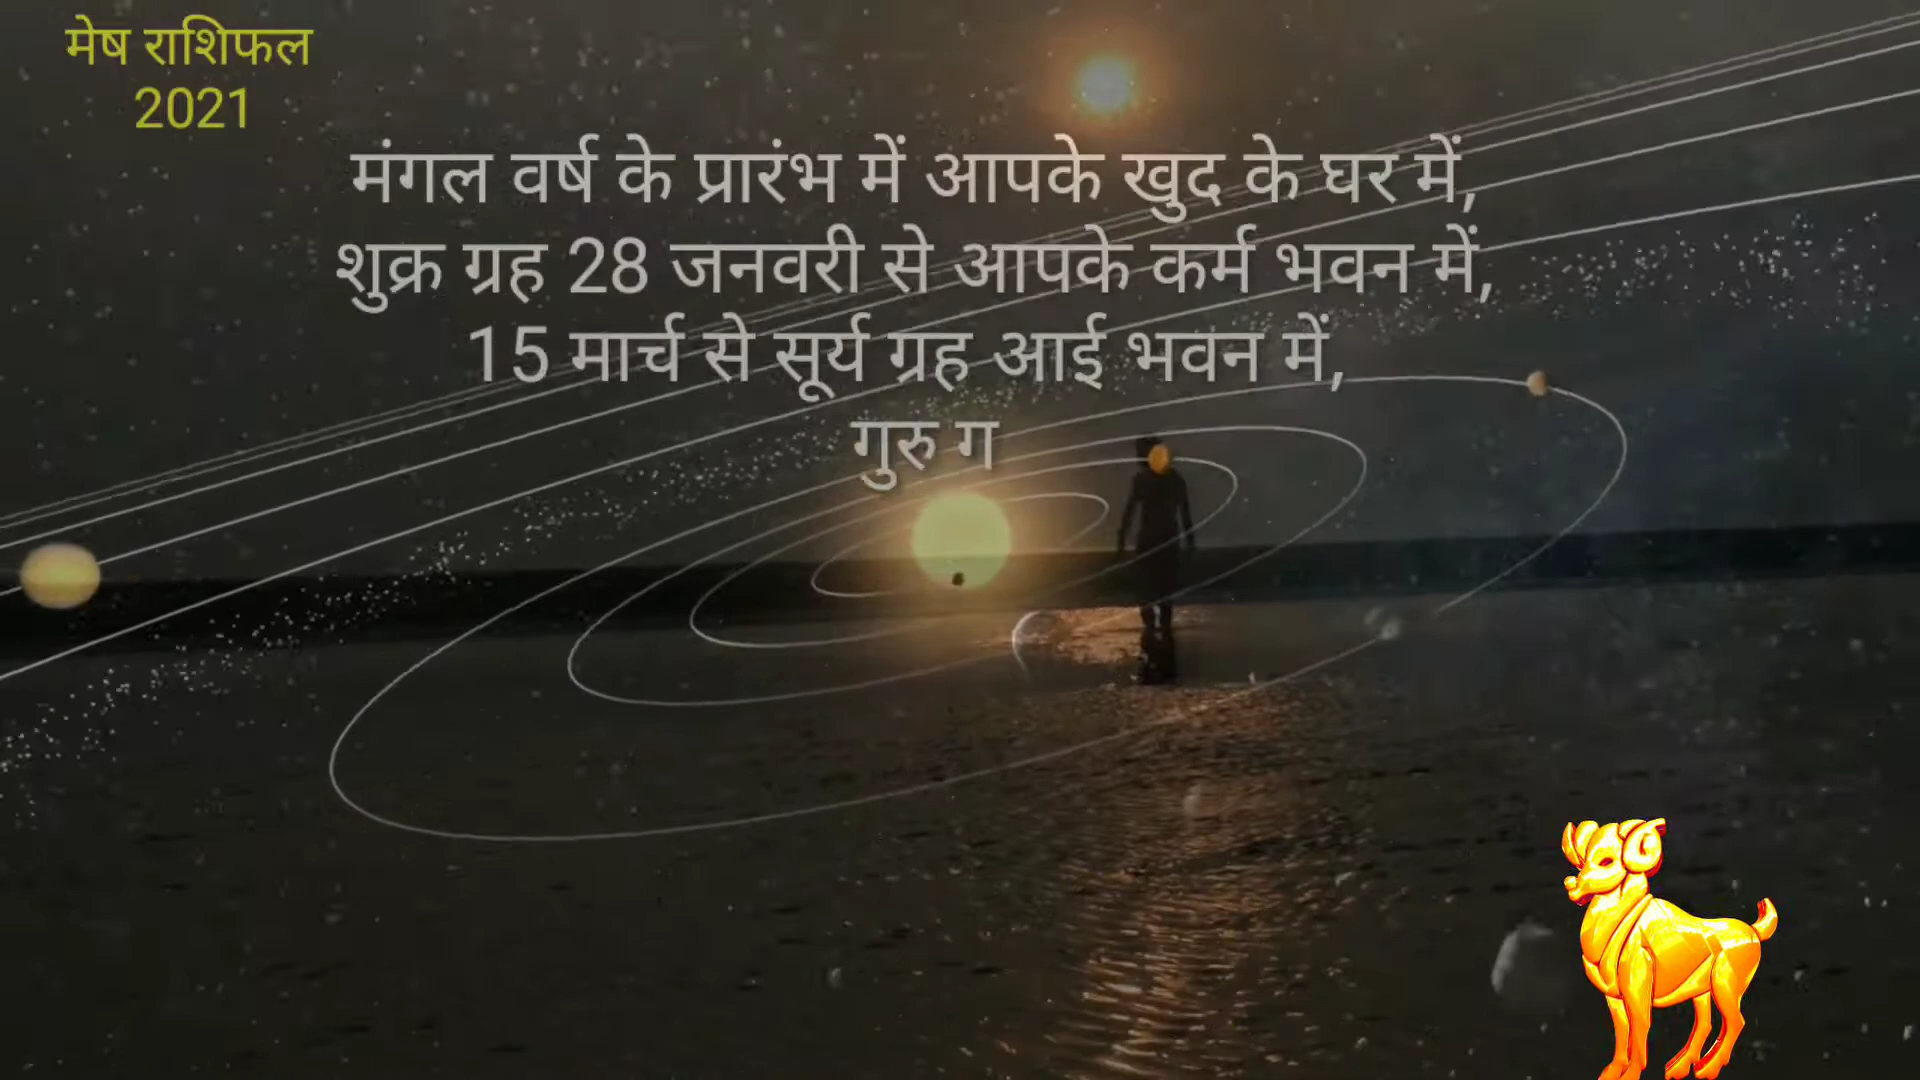 मेष राशिफल
2021
मंगल वर्ष के प्रारंभ में आपके खुद के घर में,
शुक्र ग्रह 28 जनवरी से आपके कर्म भवन में,
15 मार्च से सूर्य ग्रह आई भवन में,
गुरु ग